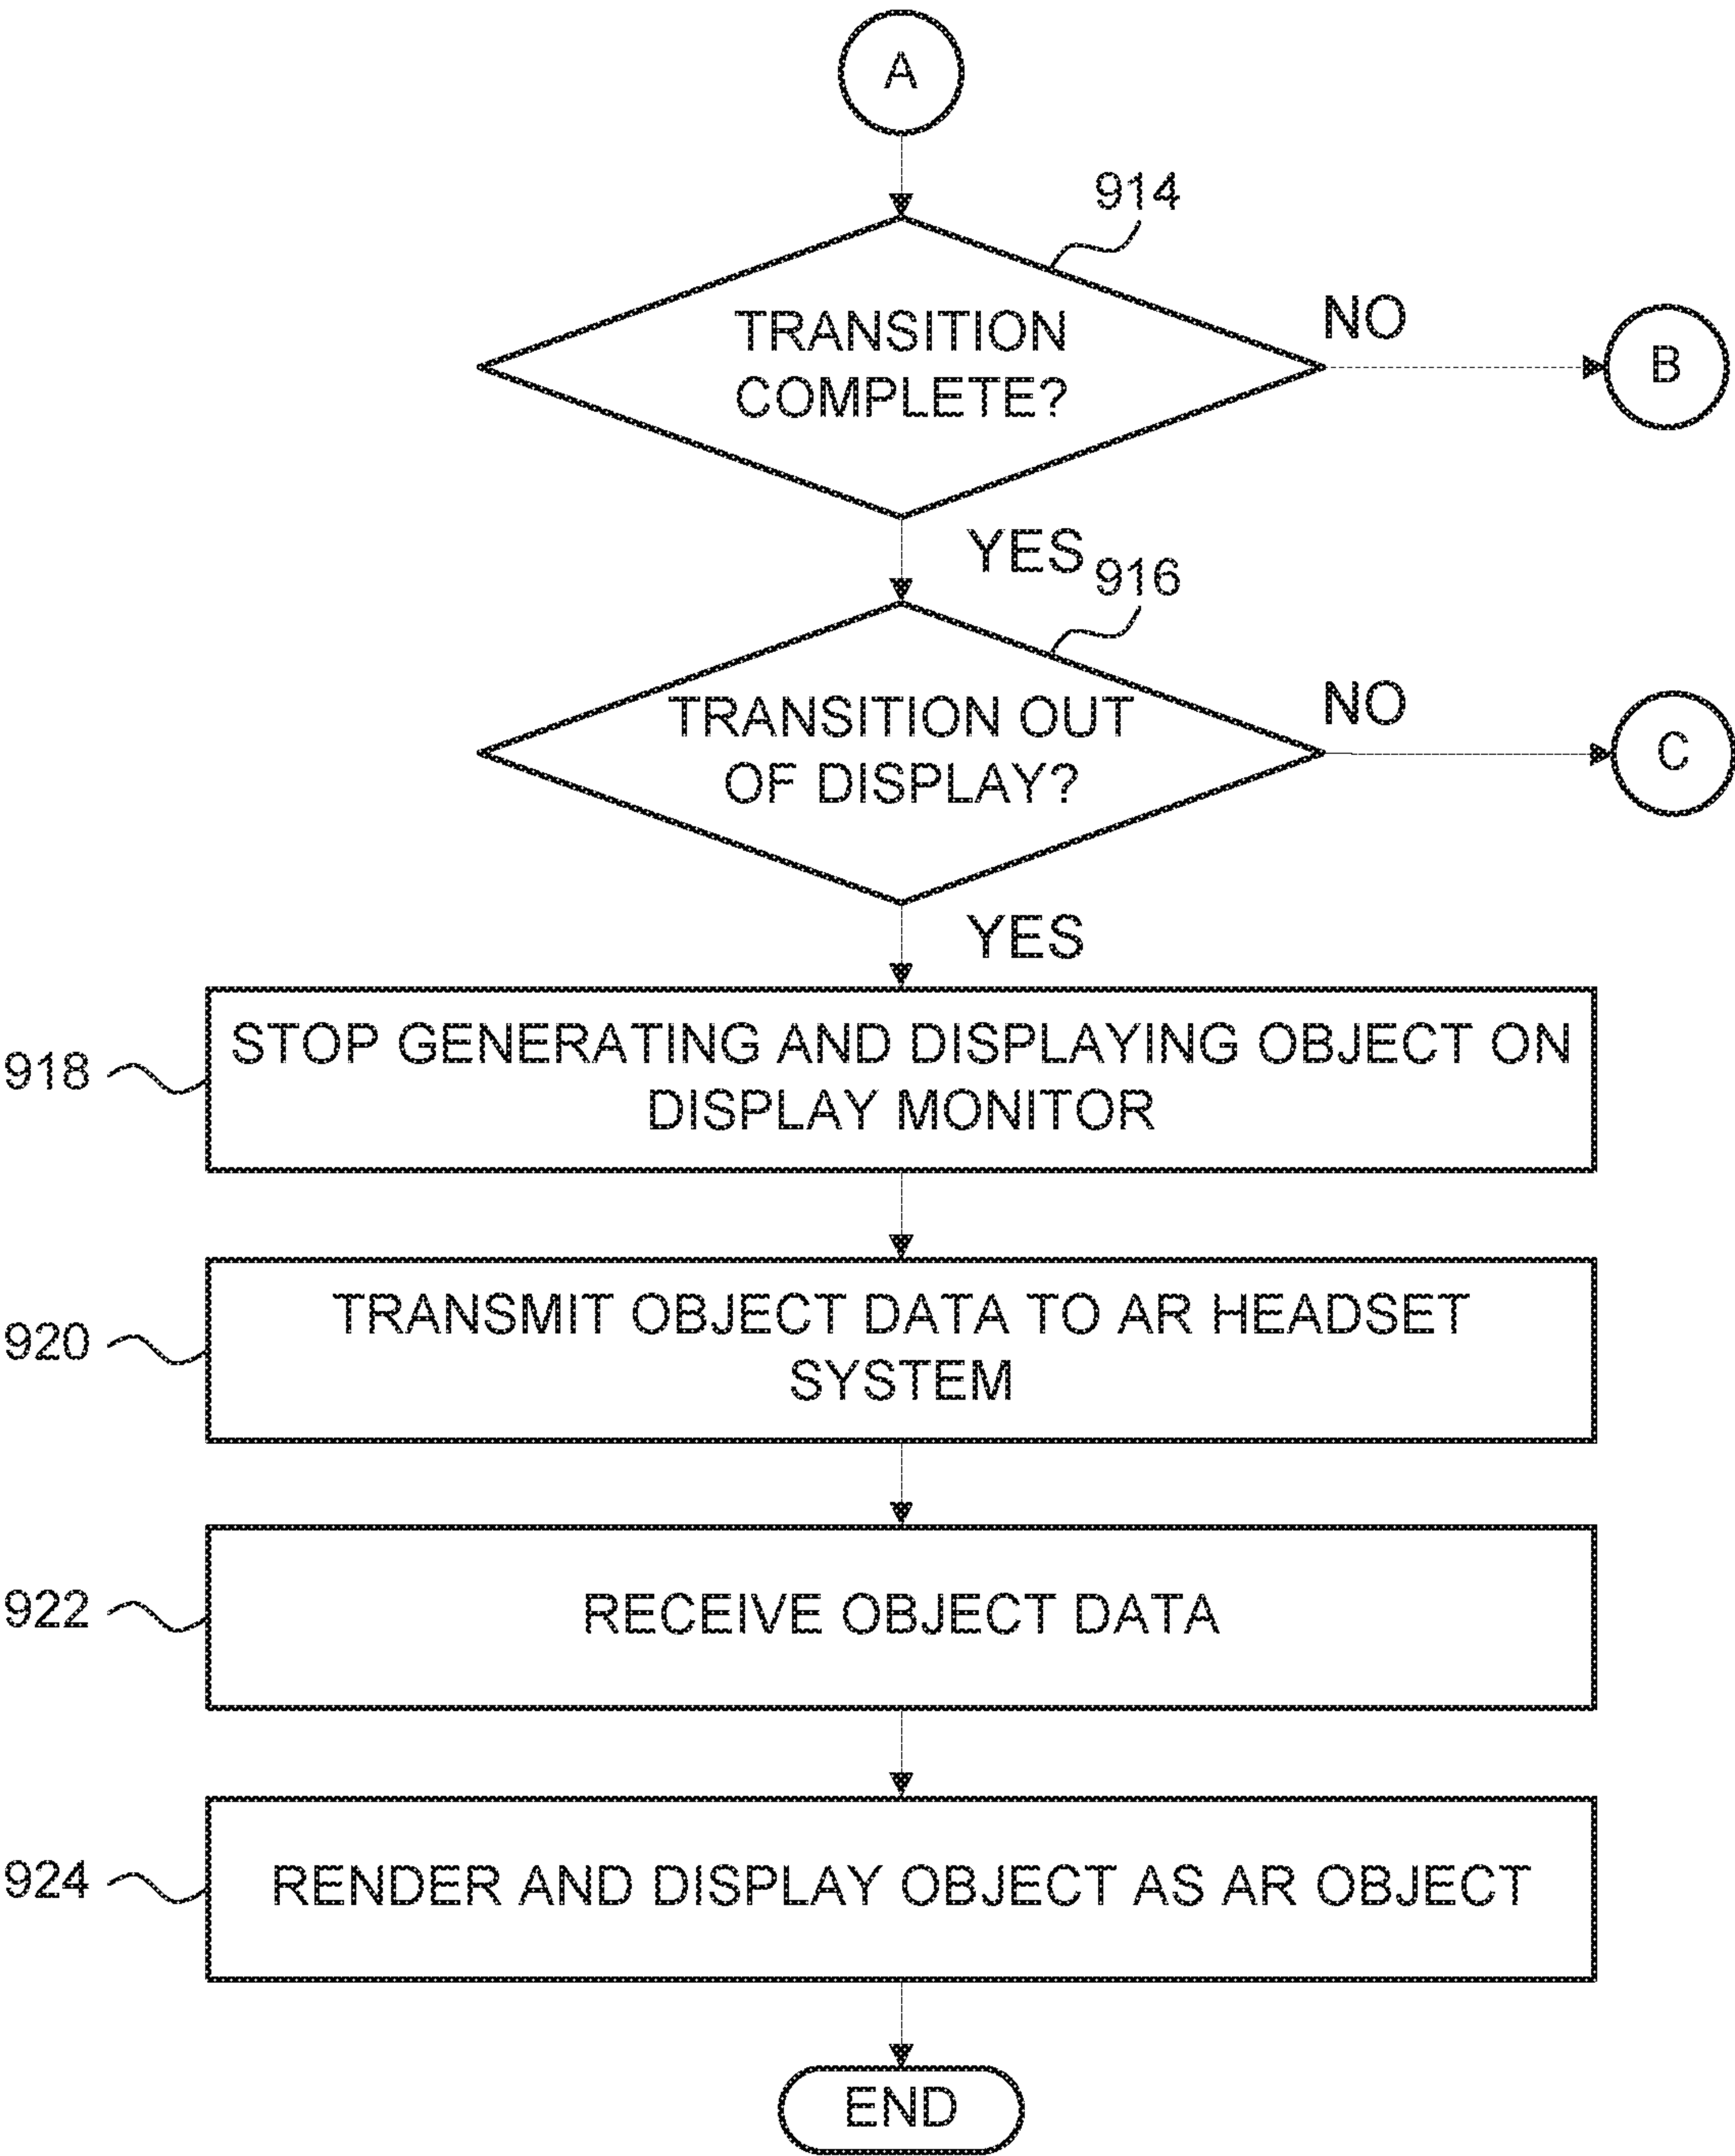 A
914
TRANSITION
COMPLETE?
NO
B
YES
916
TRANSITION OUT
OF DISPLAY?
NO
C
YES
918
STOP GENERATING AND DISPLAYING OBJECT ON
DISPLAY MONITOR
920
TRANSMIT OBJECT DATA TO AR HEADSET
SYSTEM
922
RECEIVE OBJECT DATA
924
RENDER AND DISPLAY OBJECT AS AR OBJECT
END